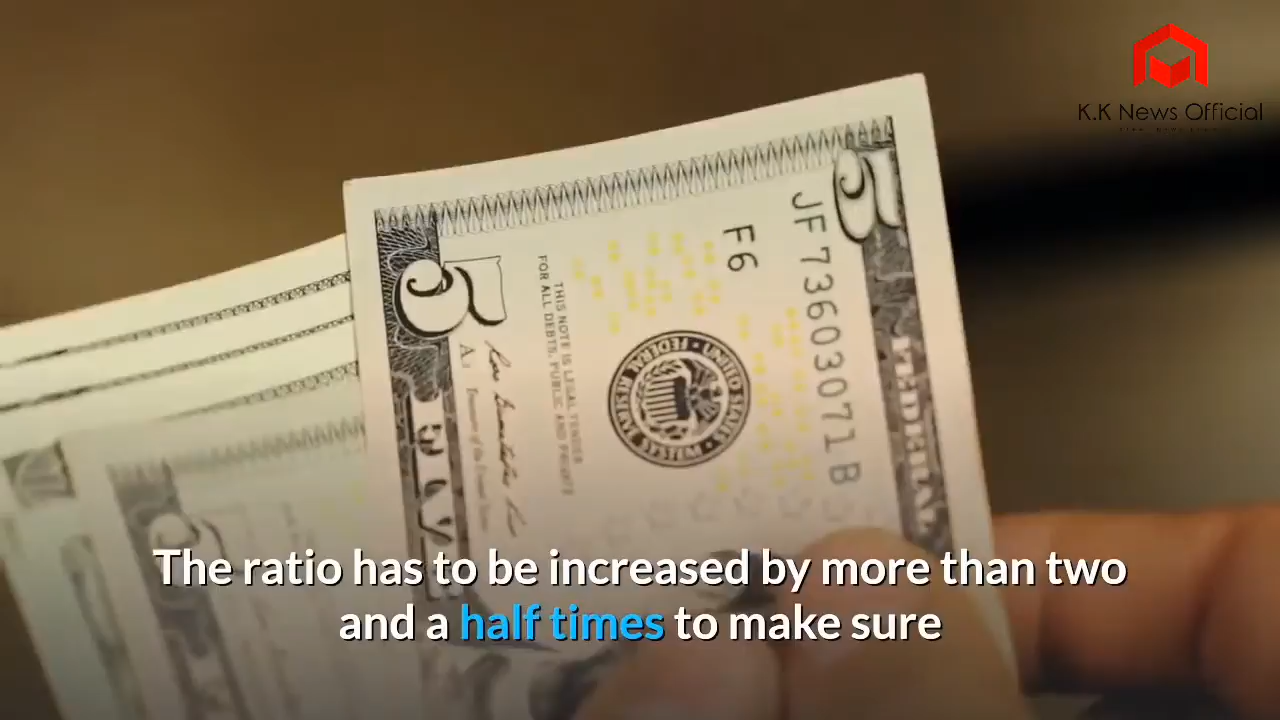 K.K News Official
5
5
JF73603071B
F6
THIS NOTE IS LEGAL TENDER
FOR ALL DEBTS, PUBLIC AND PRIVATE
UNITED STATES
FEDERAL RESERVE SYSTEM
FEDERAL
The ratio has to be increased by more than two
and a half times to make sure